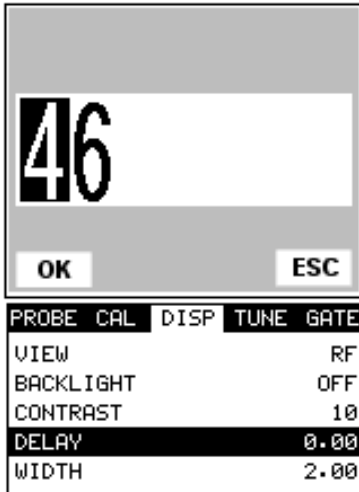 46
OK ESC
PROBE CAL DISP TUNE GATE
VIEW RF
BACKLIGHT OFF
CONTRAST 10
DELAY 0.00
WIDTH 2.00